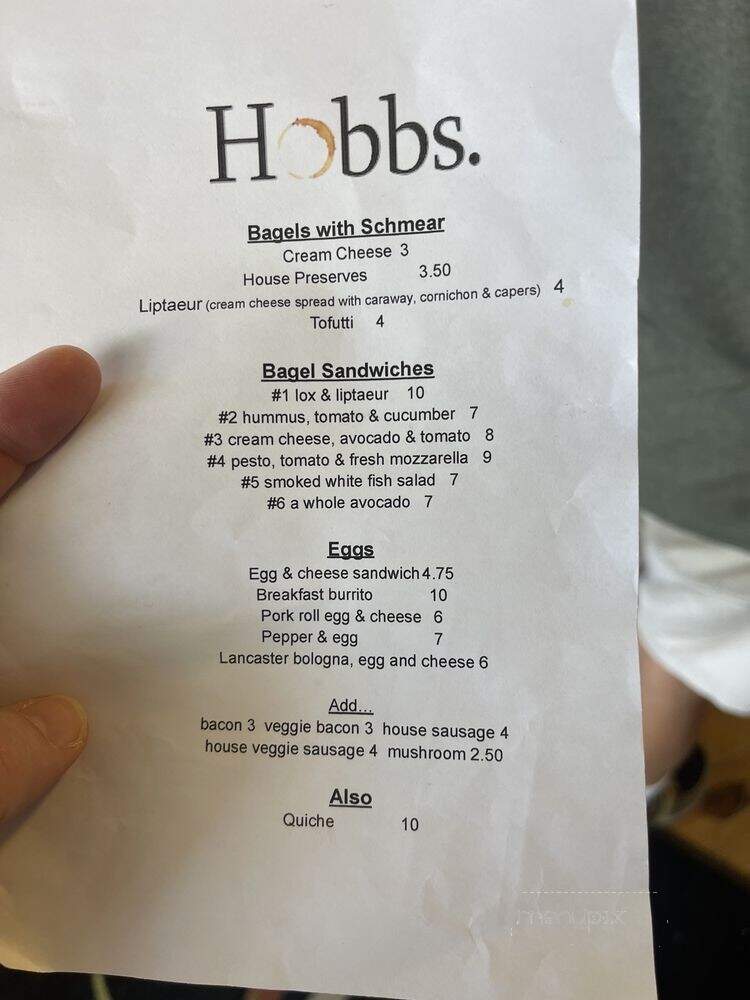 Hobbs.
Bagels with Schmear
Cream Cheese 3
House Preserves 3.50
Liptaeur (cream cheese spread with caraway, cornichon & capers) 4
Tofutti 4
Bagel Sandwiches
#1 lox & liptaeur 10
#2 hummus, tomato & cucumber 7
#3 cream cheese, avocado & tomato 8
#4 pesto, tomato & fresh mozzarella 9
#5 smoked white fish salad 7
#6 a whole avocado 7
Eggs
Egg & cheese sandwich 4.75
Breakfast burrito 10
Pork roll egg & cheese 6
Pepper & egg 7
Lancaster bologna, egg and cheese 6
Add...
bacon 3 veggie bacon 3 house sausage 4
house veggie sausage 4 mushroom 2.50
Also
Quiche 10
menupix